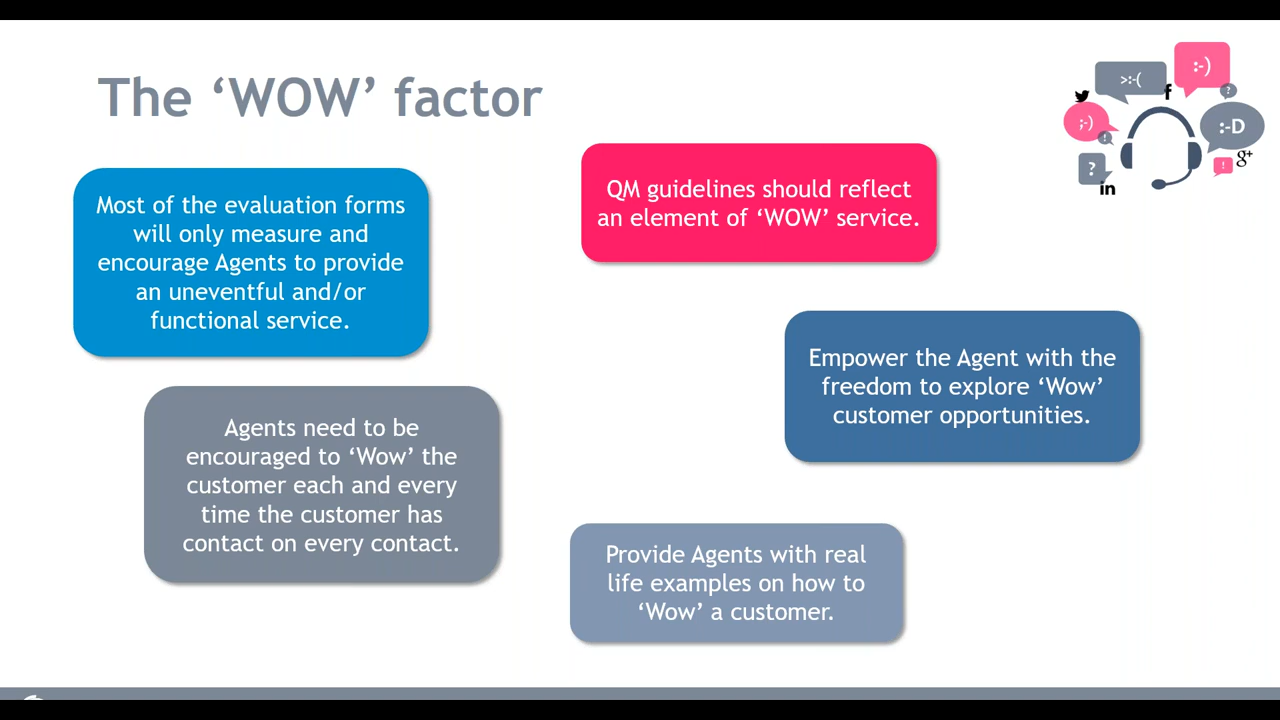 The ‘WOW’ factor
>:-(
:-)
f
?
;-)
!
:-D
?
!
g+
in
Most of the evaluation forms
will only measure and
encourage Agents to provide
an uneventful and/or
functional service.
QM guidelines should reflect
an element of ‘WOW’ service.
Empower the Agent with the
freedom to explore ‘Wow’
customer opportunities.
Agents need to be
encouraged to ‘Wow’ the
customer each and every
time the customer has
contact on every contact.
Provide Agents with real
life examples on how to
‘Wow’ a customer.